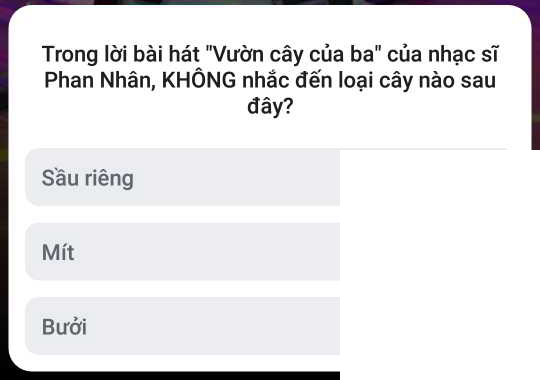 Trong lời bài hát "Vườn cây của ba" của nhạc sĩ
Phan Nhân, KHÔNG nhắc đến loại cây nào sau
đây?
Sầu riêng
Mít
Bưởi